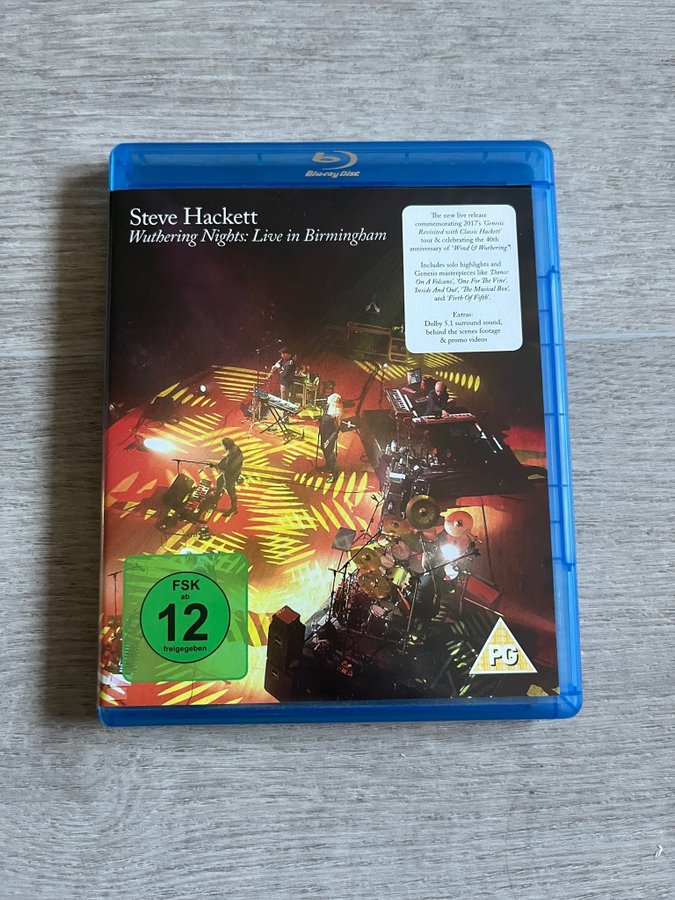 Blu-ray Disc
Steve Hackett
Wuthering Nights: Live in Birmingham
The new live release
commemorating 2017's 'Genesis
Revisited with Classic Hackett'
tour & celebrating the 40th
anniversary of 'Wind & Wuthering'!
Includes solo highlights and
Genesis masterpieces like 'Dance
On A Volcano', 'One For The Vine',
'Inside And Out', 'The Musical Box',
and 'Firth Of Fifth'.
Extras:
Dolby 5.1 surround sound,
behind the scenes footage
& promo videos
FSK
ab
12
freigegeben
PG